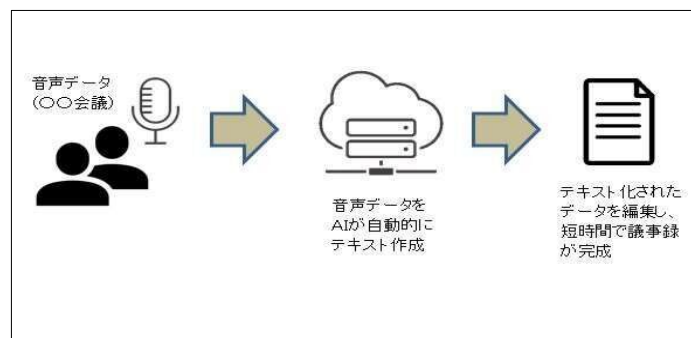 音声データ
(〇〇会議)
音声データを
AIが自動的に
テキスト作成
テキスト化された
データを編集し、
短時間で議事録
が完成